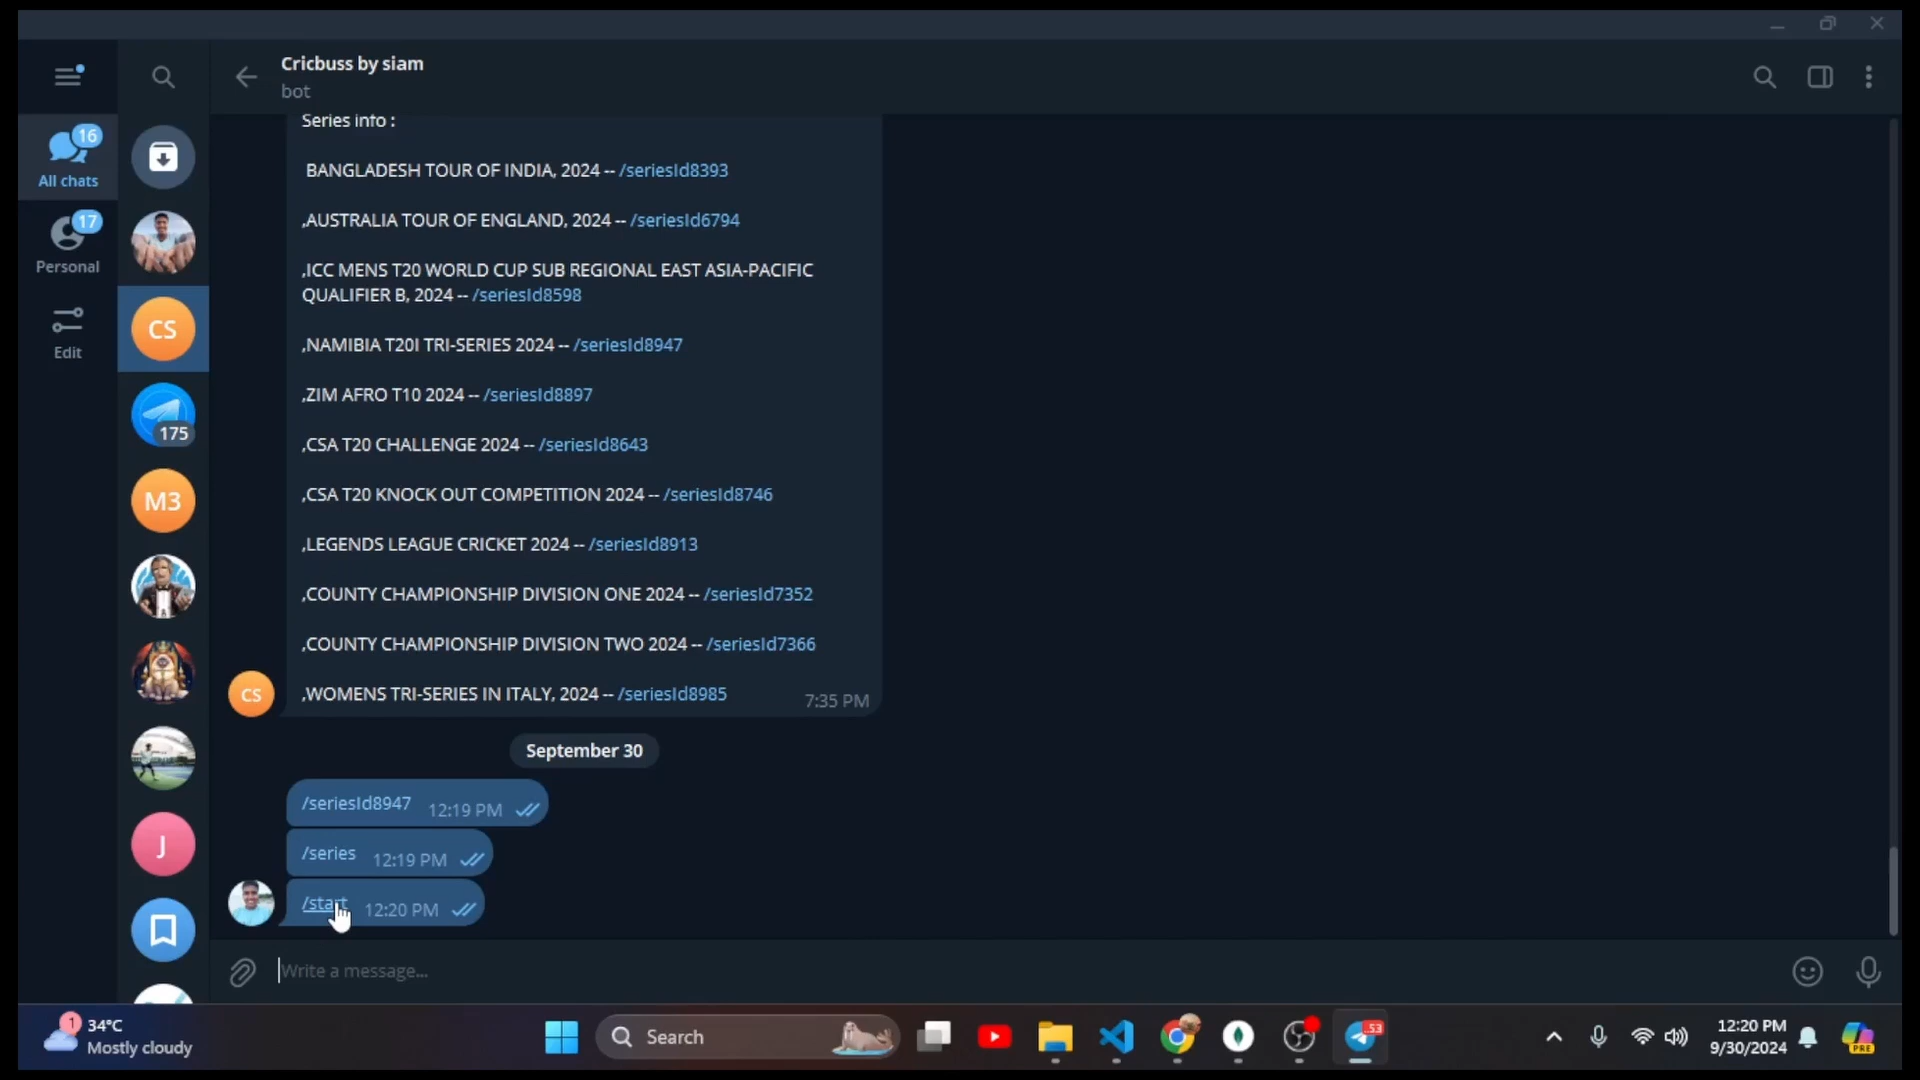 Cricbuss by siam
bot
16
All chats
17
Personal
Edit
CS
175
M3
J
Series info :
BANGLADESH TOUR OF INDIA, 2024 -- /seriesId8393
,AUSTRALIA TOUR OF ENGLAND, 2024 -- /seriesId6794
,ICC MENS T20 WORLD CUP SUB REGIONAL EAST ASIA-PACIFIC
QUALIFIER B, 2024 -- /seriesId8598
,NAMIBIA T20I TRI-SERIES 2024 -- /seriesId8947
,ZIM AFRO T10 2024 -- /seriesId8897
,CSA T20 CHALLENGE 2024 -- /seriesId8643
,CSA T20 KNOCK OUT COMPETITION 2024 -- /seriesId8746
,LEGENDS LEAGUE CRICKET 2024 -- /seriesId8913
,COUNTY CHAMPIONSHIP DIVISION ONE 2024 -- /seriesId7352
,COUNTY CHAMPIONSHIP DIVISION TWO 2024 -- /seriesId7366
CS
,WOMENS TRI-SERIES IN ITALY, 2024 -- /seriesId8985
7:35 PM
September 30
/seriesId8947 12:19 PM
/series 12:19 PM
/start 12:20 PM
Write a message...
1
34°C
Mostly cloudy
Search
53
12:20 PM
9/30/2024
PRE